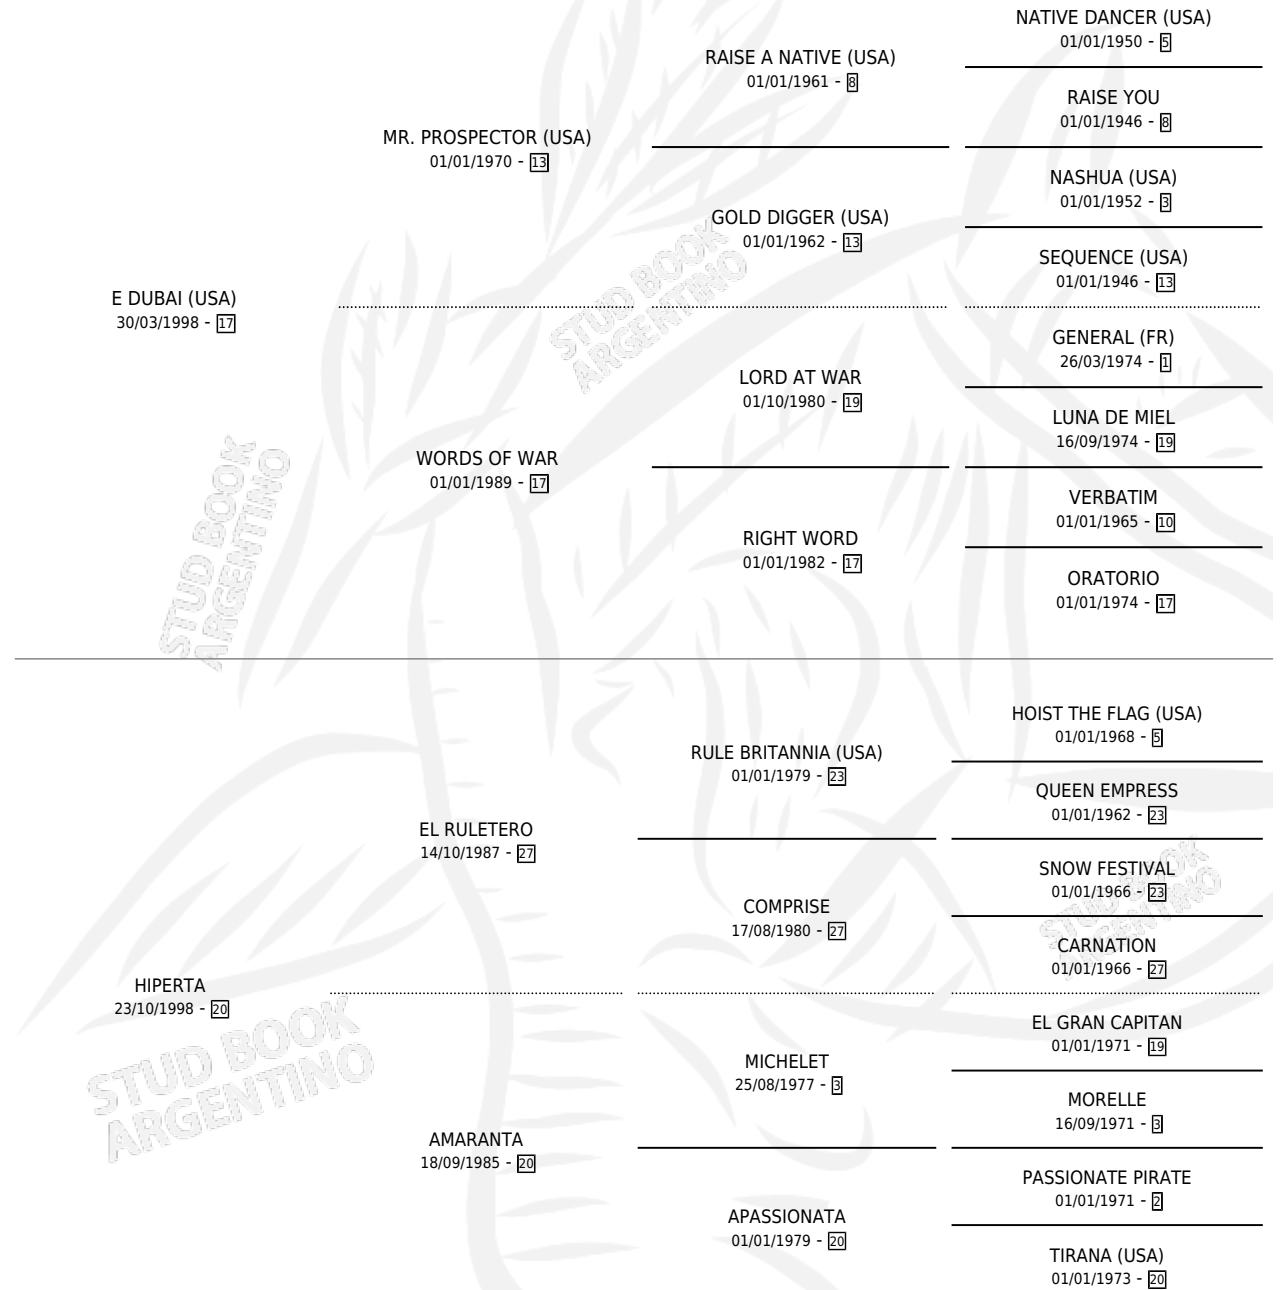 NATIVE DANCER (USA)
01/01/1950 - 5
RAISE A NATIVE (USA)
01/01/1961 - 8
RAISE YOU
01/01/1946 - 8
MR. PROSPECTOR (USA)
01/01/1970 - 13
NASHUA (USA)
01/01/1952 - 3
GOLD DIGGER (USA)
01/01/1962 - 13
SEQUENCE (USA)
01/01/1946 - 13
E DUBAI (USA)
30/03/1998 - 17
GENERAL (FR)
26/03/1974 - 1
LORD AT WAR
01/10/1980 - 19
LUNA DE MIEL
16/09/1974 - 19
WORDS OF WAR
01/01/1989 - 17
VERBATIM
01/01/1965 - 10
RIGHT WORD
01/01/1982 - 17
ORATORIO
01/01/1974 - 17
HOIST THE FLAG (USA)
01/01/1968 - 5
RULE BRITANNIA (USA)
01/01/1979 - 23
QUEEN EMPRESS
01/01/1962 - 23
EL RULETERO
14/10/1987 - 27
SNOW FESTIVAL
01/01/1966 - 23
COMPRISE
17/08/1980 - 27
CARNATION
01/01/1966 - 27
HIPERTA
23/10/1998 - 20
EL GRAN CAPITAN
01/01/1971 - 19
MICHELET
25/08/1977 - 3
MORELLE
16/09/1971 - 3
AMARANTA
18/09/1985 - 20
PASSIONATE PIRATE
01/01/1971 - 2
APASSIONATA
01/01/1979 - 20
TIRANA (USA)
01/01/1973 - 20
STUD BOOK
ARGENTINO
STUD BOOK
ARGENTINO
STUD BOOK
ARGENTINO
STUD BOOK
ARGENTINO